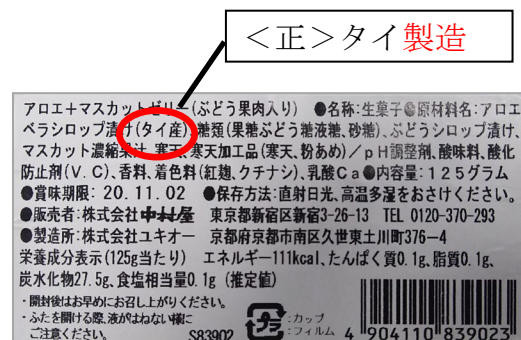 <正>タイ製造
アロエ+マスカットゼリー(ぶどう果肉入り) ●名称:生菓子●原材料名:アロエ
ベラシロップ漬け(タイ産)、糖類(果糖ぶどう糖液糖、砂糖)、ぶどうシロップ漬け、
マスカット濃縮果汁、寒天、寒天加工品(寒天、粉あめ)/pH調整剤、酸味料、酸化
防止剤(V.C)、香料、着色料(紅麹、クチナシ)、乳酸Ca●内容量:125グラム
●賞味期限: 20.11.02 ●保存方法:直射日光、高温多湿をおさけください。
●販売者:株式会社中村屋 東京都新宿区新宿3-26-13 TEL 0120-370-293
●製造所:株式会社ユキオー 京都府京都市南区久世東土川町376-4
栄養成分表示(125g当たり) エネルギー111kcal、たんぱく質0.1g、脂質0.1g、
炭水化物27.5g、食塩相当量0.1g (推定値)
・開封後はお早めにお召し上がりください。
・ふたを開ける際、液がはねない様に
ご注意ください。 S83902 プラ :カップ
:フィルム 4 904110 839023